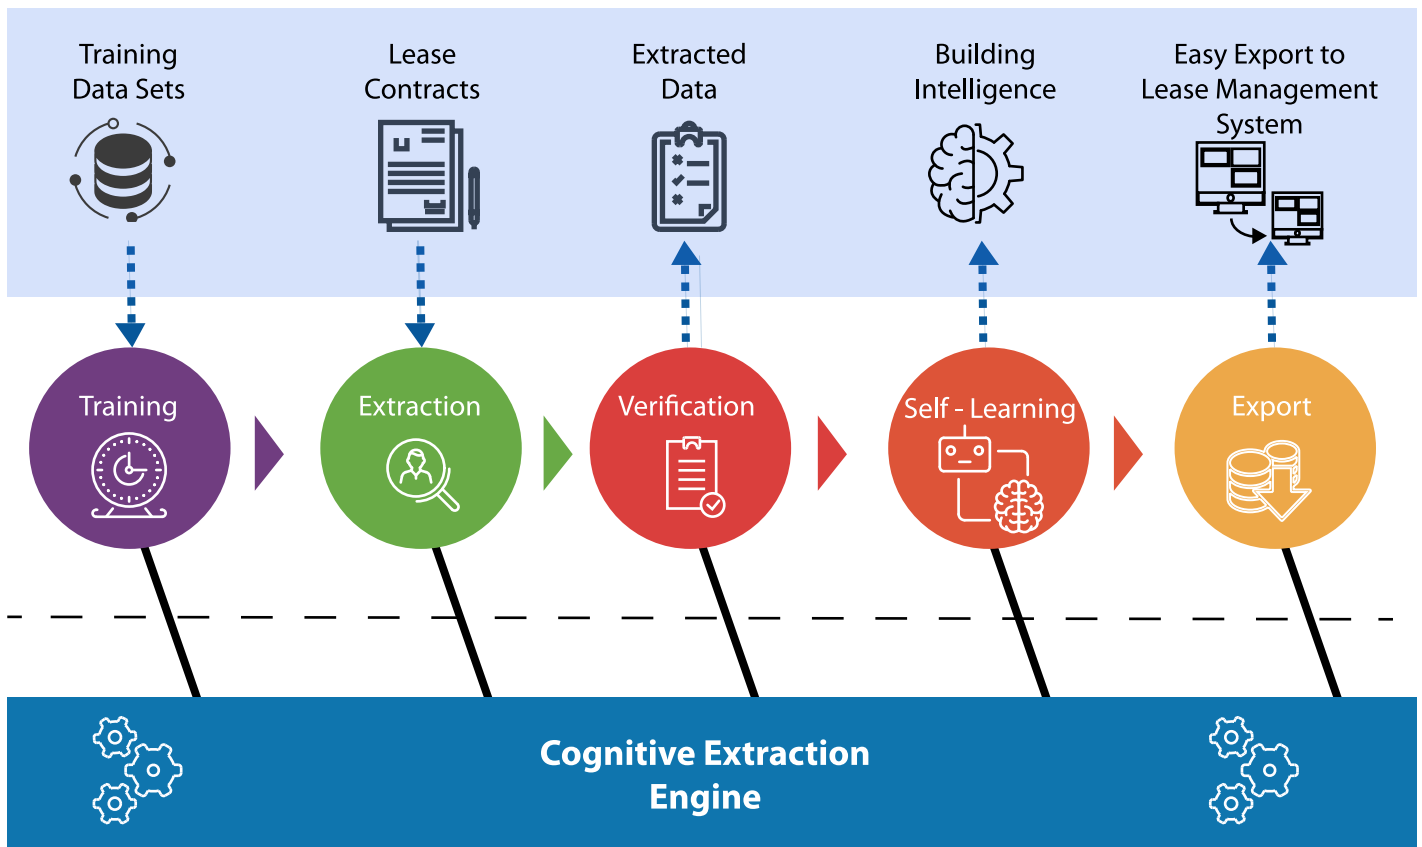 Training
Data Sets
Lease
Contracts
Extracted
Data
Building
Intelligence
Easy Export to
Lease Management
System
Training
Extraction
Verification
Self - Learning
Export
Cognitive Extraction
Engine